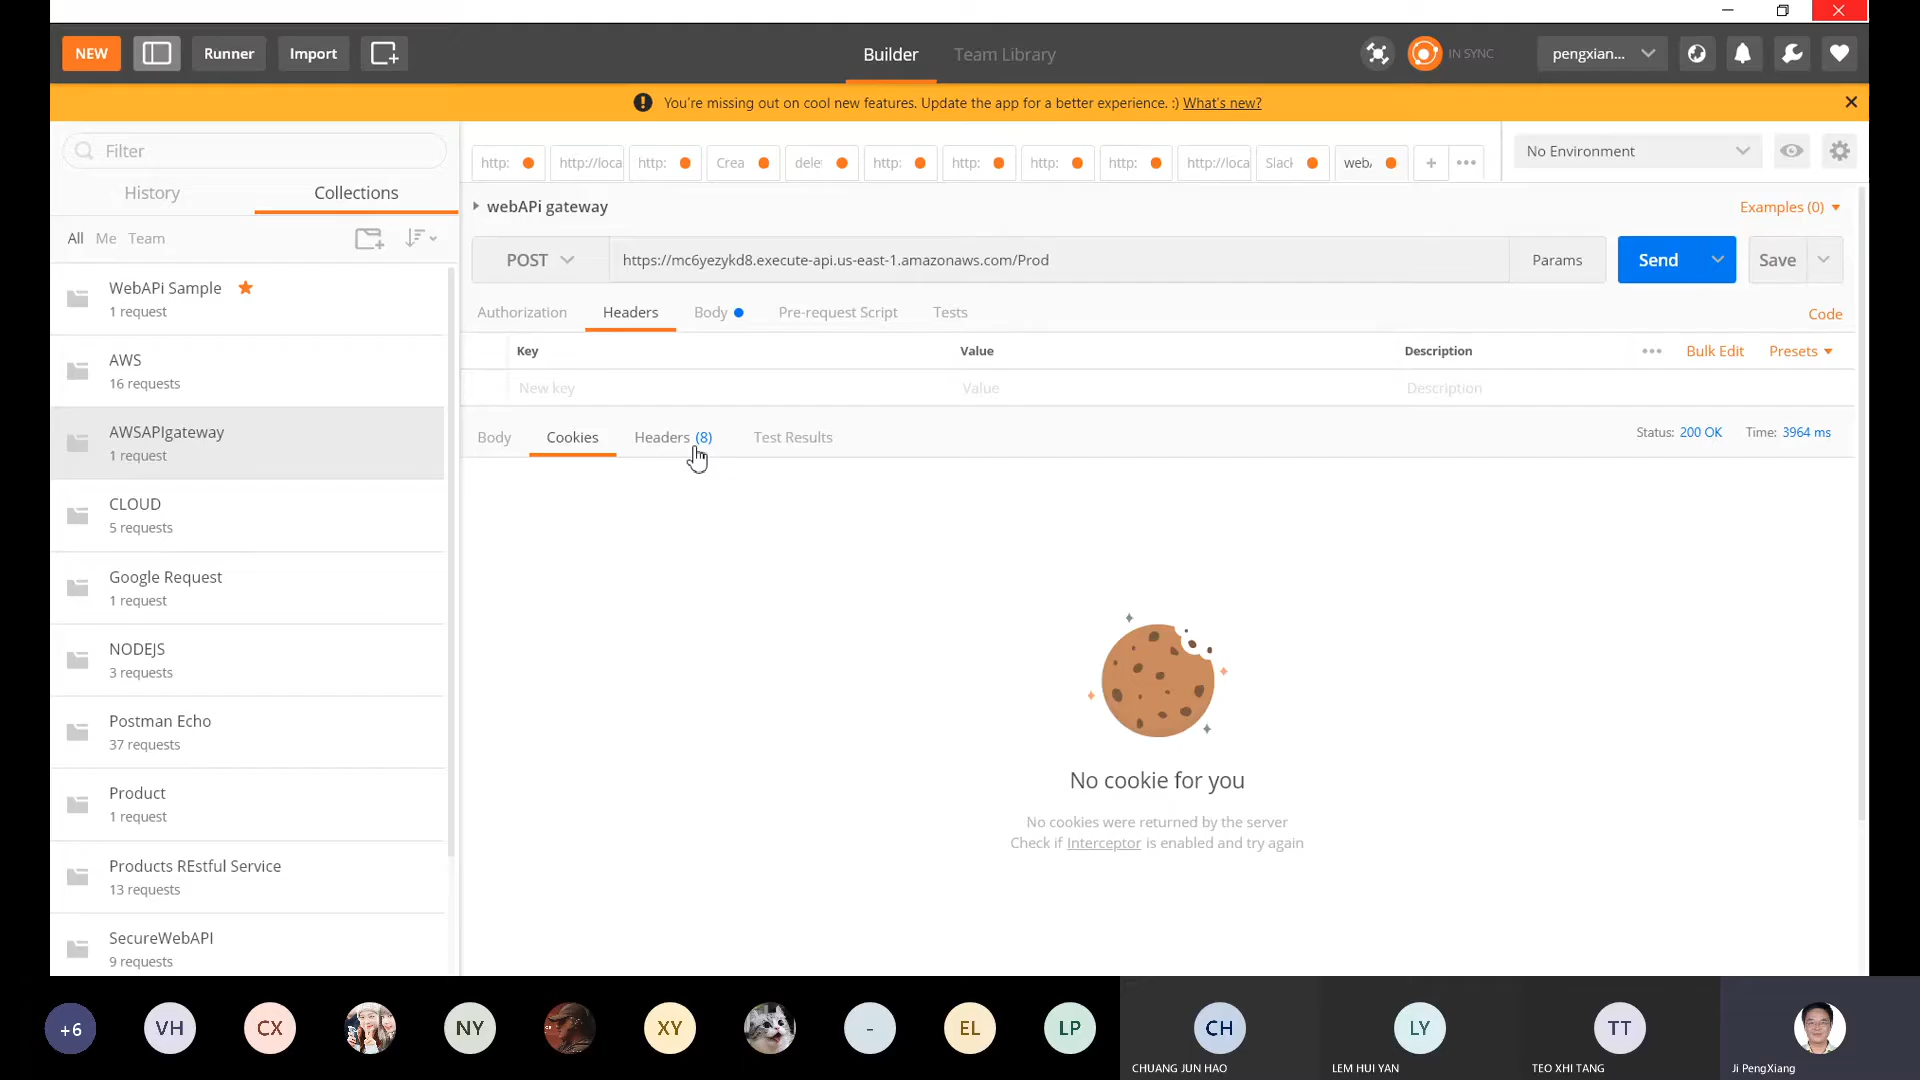 NEW
Runner
Import
Builder
Team Library
IN SYNC
pengxian...
You're missing out on cool new features. Update the app for a better experience. :) What's new?
Filter
History
Collections
All Me Team
WebAPi Sample
1 request
AWS
16 requests
AWSAPIgateway
1 request
CLOUD
5 requests
Google Request
1 request
NODEJS
3 requests
Postman Echo
37 requests
Product
1 request
Products REstful Service
13 requests
SecureWebAPI
9 requests
http: http://loca http: Crea dele http: http: http: http: http://loca Slack web,
No Environment
webAPi gateway
Examples (0)
POST
https://mc6yezykd8.execute-api.us-east-1.amazonaws.com/Prod
Params
Send
Save
Authorization Headers Body Pre-request Script Tests
Code
Key Value Description
Bulk Edit Presets
New key Value Description
Body Cookies Headers (8) Test Results
Status: 200 OK Time: 3964 ms
No cookie for you
No cookies were returned by the server
Check if Interceptor is enabled and try again
+6
VH
CX
NY
XY
-
EL
LP
CH
CHUANG JUN HAO
LY
LEM HUI YAN
TT
TEO XHI TANG
Ji PengXiang